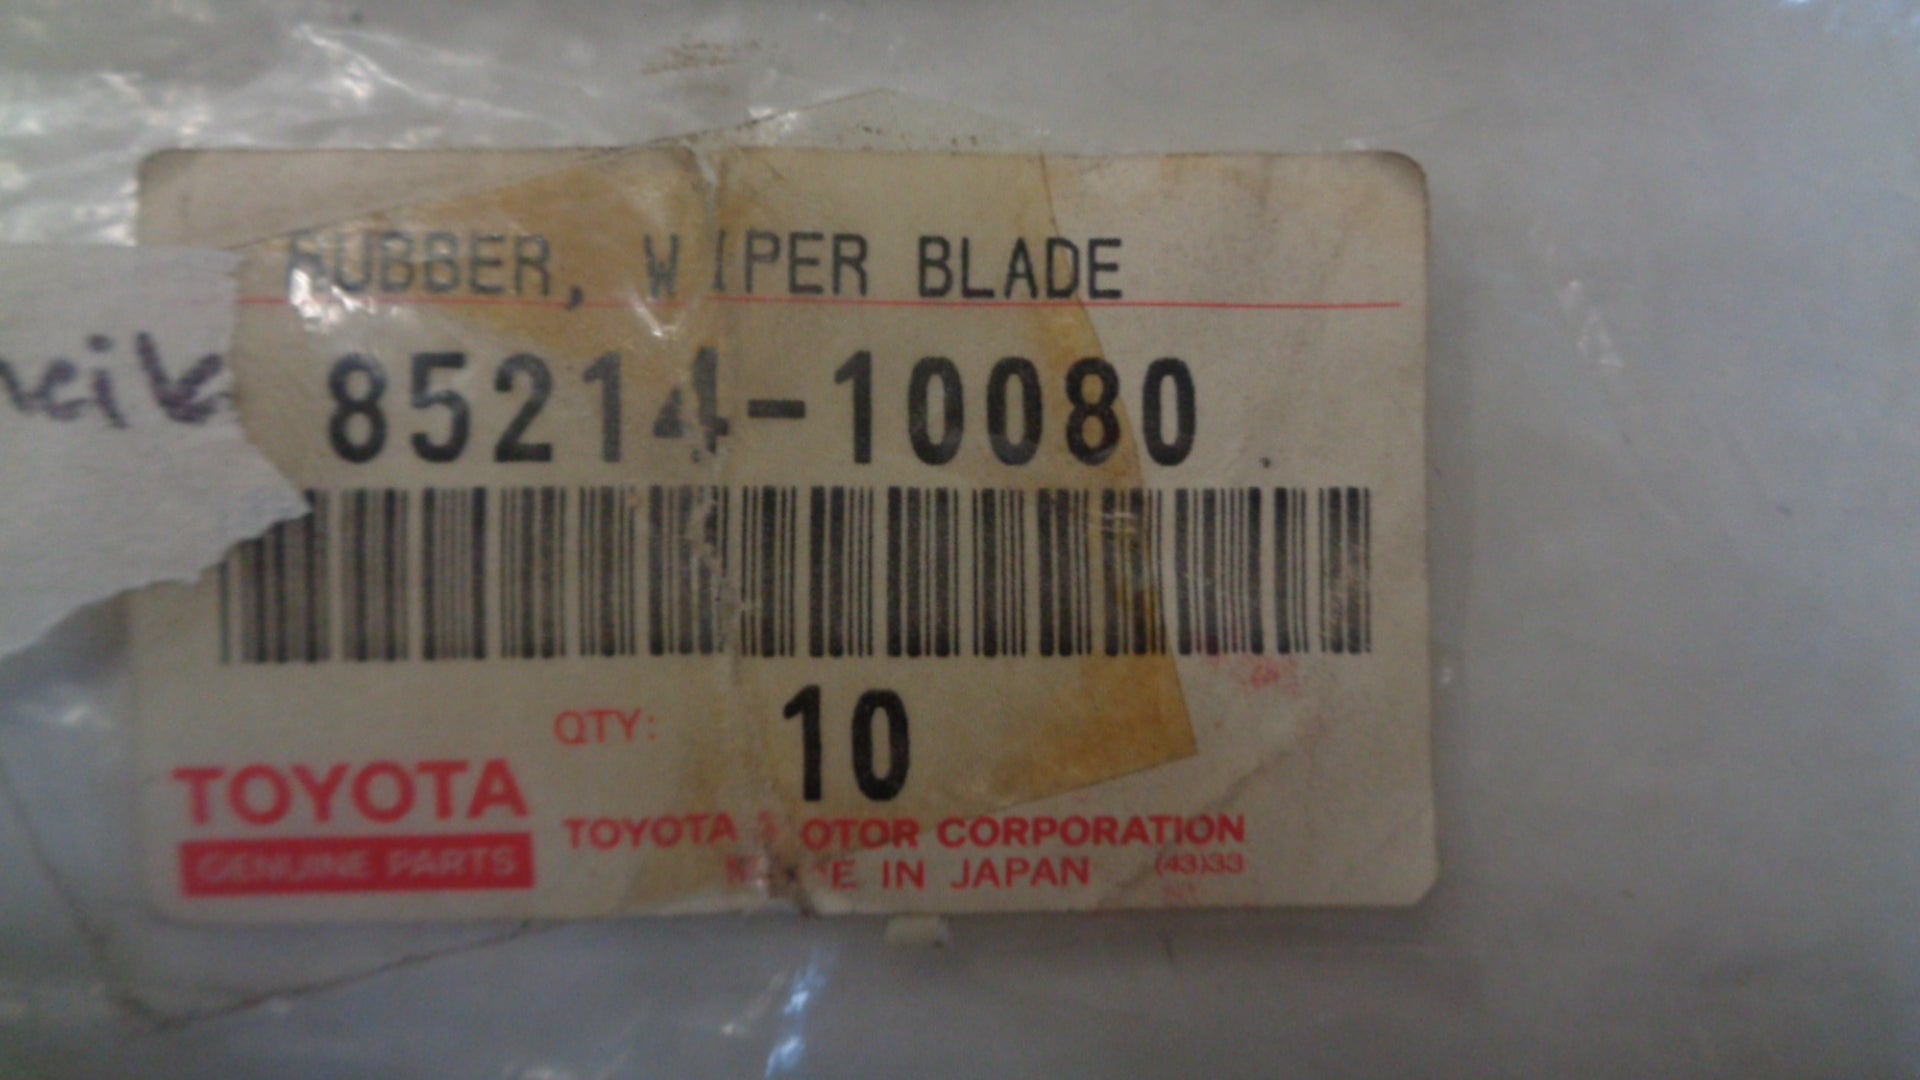 RUBBER, WIPER BLADE
85214-10080
QTY: 10
TOYOTA
GENUINE PARTS
TOYOTA MOTOR CORPORATION
MADE IN JAPAN (43)33